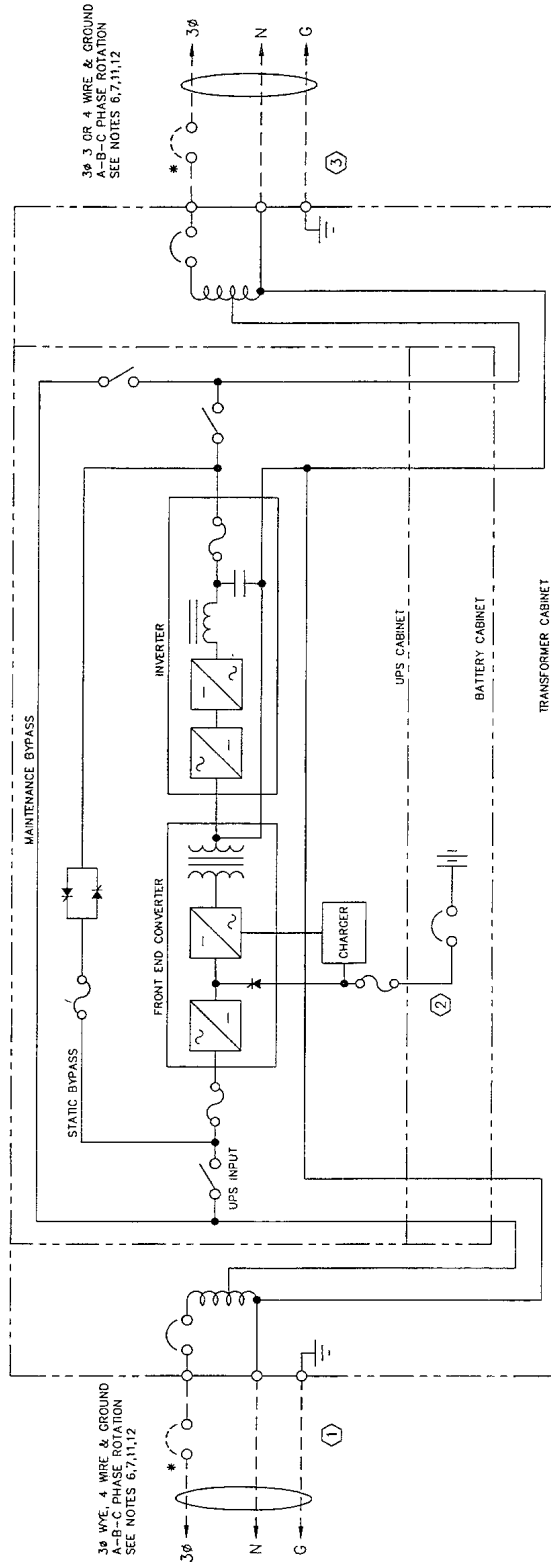 3ø WYE, 4 WIRE & GROUND
A-B-C PHASE ROTATION
SEE NOTES 6,7,11,12
*
3ø
N
G
1
MAINTENANCE BYPASS
STATIC BYPASS
UPS INPUT
FRONT END CONVERTER
CHARGER
2
INVERTER
UPS CABINET
BATTERY CABINET
TRANSFORMER CABINET
3ø 3 OR 4 WIRE & GROUND
A-B-C PHASE ROTATION
SEE NOTES 6,7,11,12
*
3ø
N
G
3